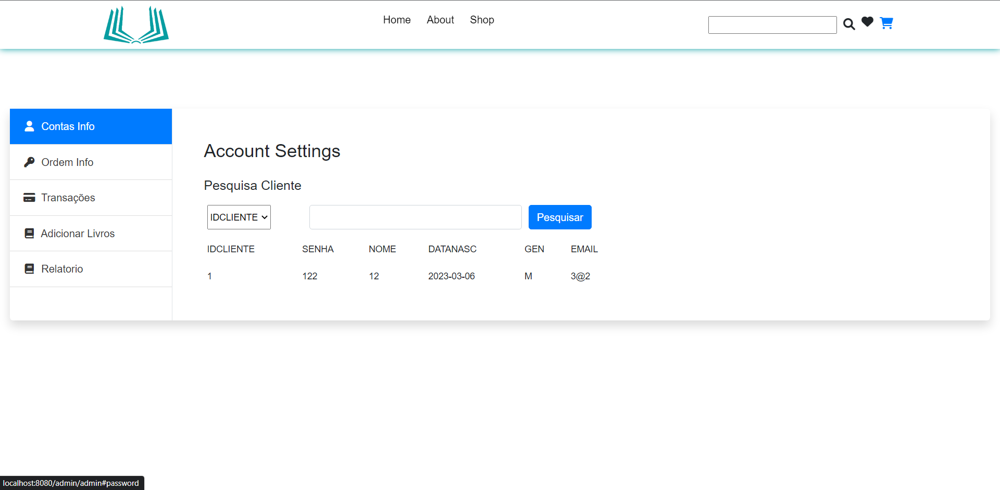 Home About Shop
Contas Info
Ordem Info
Transações
Adicionar Livros
Relatorio
Account Settings
Pesquisa Cliente
IDCLIENTE Pesquisar
IDCLIENTE SENHA NOME DATANASC GEN EMAIL
1 122 12 2023-03-06 M 3@2
localhost:8080/admin/admin#password